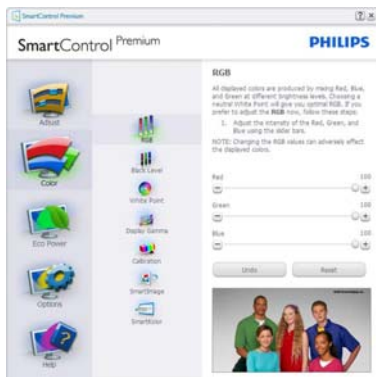 SmartControl Premium
SmartControl Premium
PHILIPS
Adjust
Color
Eco Power
Options
Help
RGB
Black Level
White Point
Display Gamma
Calibration
SmartImage
SmartKolor
RGB
All displayed colors are produced by mixing Red, Blue,
and Green at different brightness levels. Choosing a
neutral White Point will give you optimal RGB. If you
prefer to adjust the RGB now, follow these steps:
1. Adjust the intensity of the Red, Green, and
Blue using the slider bars.
NOTE: Changing the RGB values can adversely effect
the displayed colors.
Red 100
Green 100
Blue 100
Undo Reset